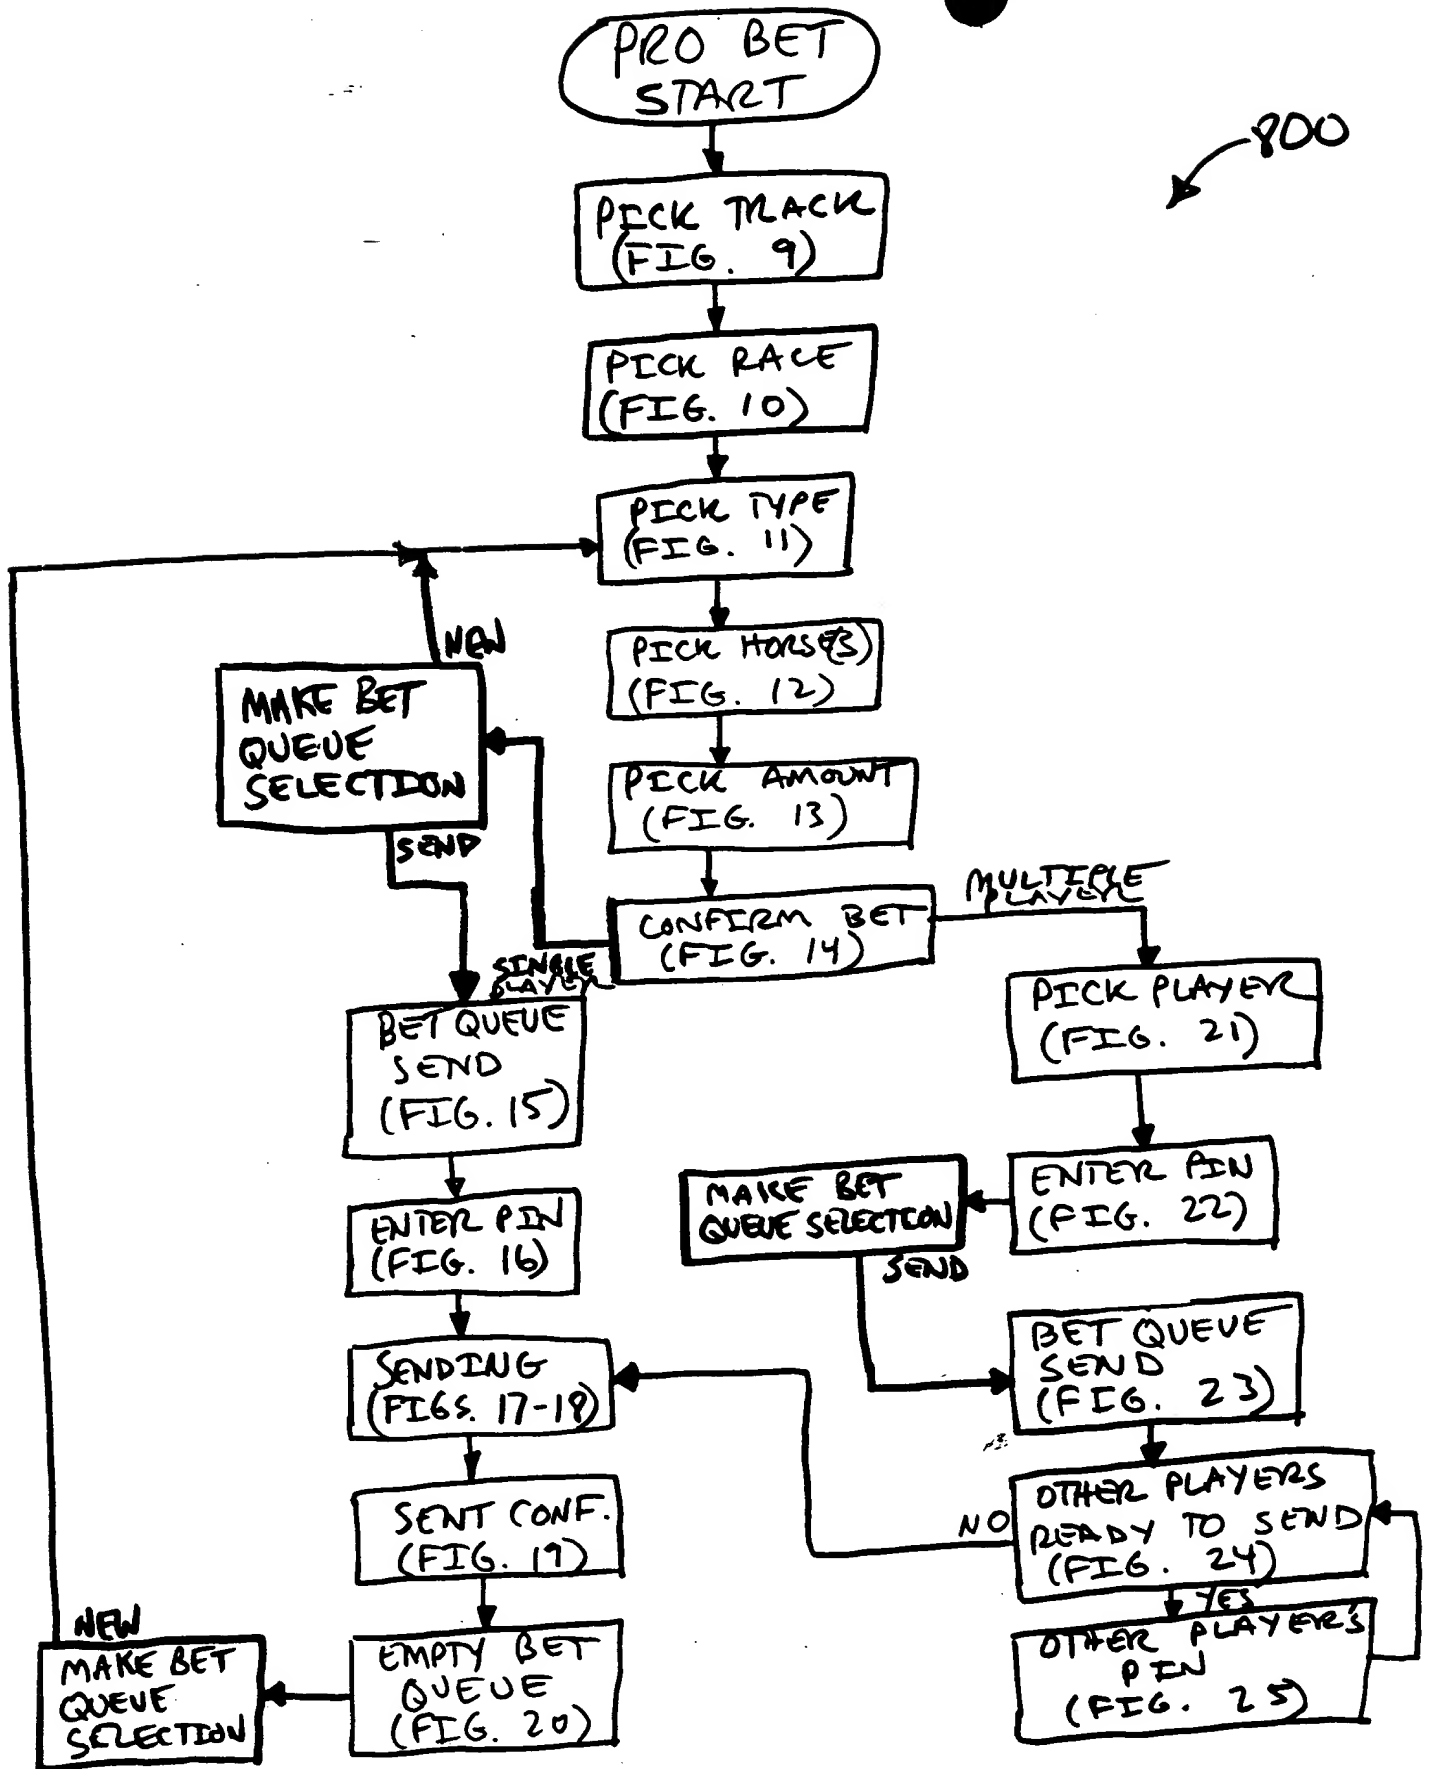 PRO BET
START
800
PICK TRACK
(FIG. 9)
PICK RACE
(FIG. 10)
PICK TYPE
(FIG. 11)
NEW
PICK HORSE(S)
(FIG. 12)
MAKE BET
QUEUE
SELECTION
SEND
PICK AMOUNT
(FIG. 13)
CONFIRM BET
(FIG. 14)
MULTIPLE
PLAYER
SINGLE
PLAYER
PICK PLAYER
(FIG. 21)
BET QUEUE
SEND
(FIG. 15)
ENTER PIN
(FIG. 22)
MAKE BET
QUEUE SELECTION
SEND
ENTER PIN
(FIG. 16)
BET QUEUE
SEND
(FIG. 23)
SENDING
(FIGS. 17-18)
OTHER PLAYERS
READY TO SEND
(FIG. 24)
NO
YES
SENT CONF.
(FIG. 19)
OTHER PLAYER'S
PIN
(FIG. 25)
EMPTY BET
QUEUE
(FIG. 20)
NEW
MAKE BET
QUEUE
SELECTION